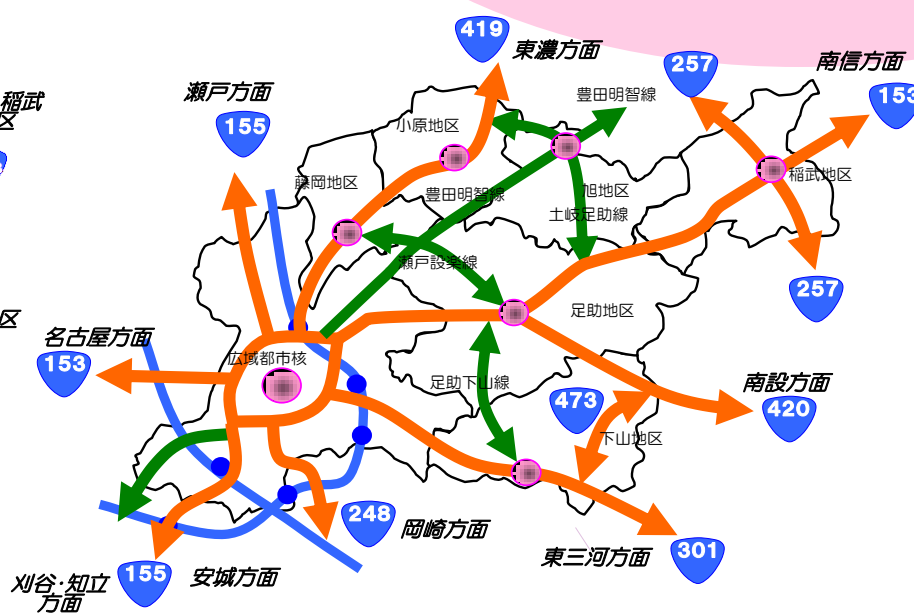 419
東濃方面
257
南信方面
153
稲武
区
瀬戸方面
155
豊田明智線
小原地区
藤岡地区
豊田明智線
旭地区
土岐足助線
稲武地区
瀬戸設楽線
257
足助地区
区
名古屋方面
153
広域都市核
足助下山線
473
南設方面
420
下山地区
248
岡崎方面
東三河方面
301
刈谷・知立
方面
155
安城方面